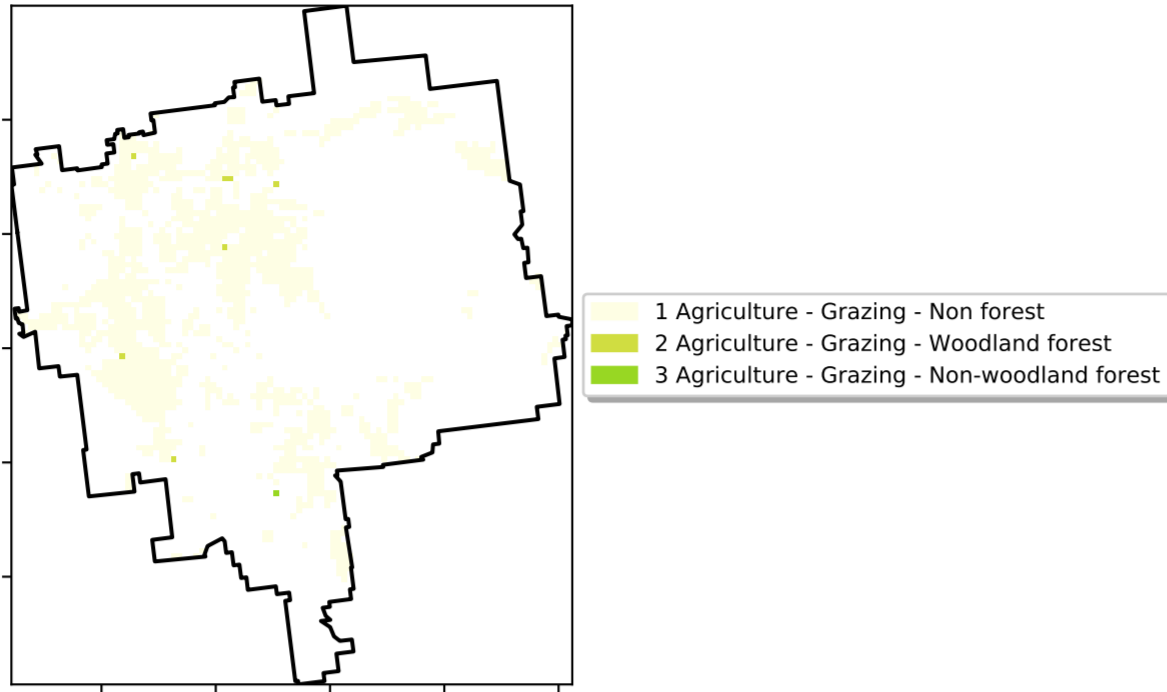 1 Agriculture - Grazing - Non forest
2 Agriculture - Grazing - Woodland forest
3 Agriculture - Grazing - Non-woodland forest